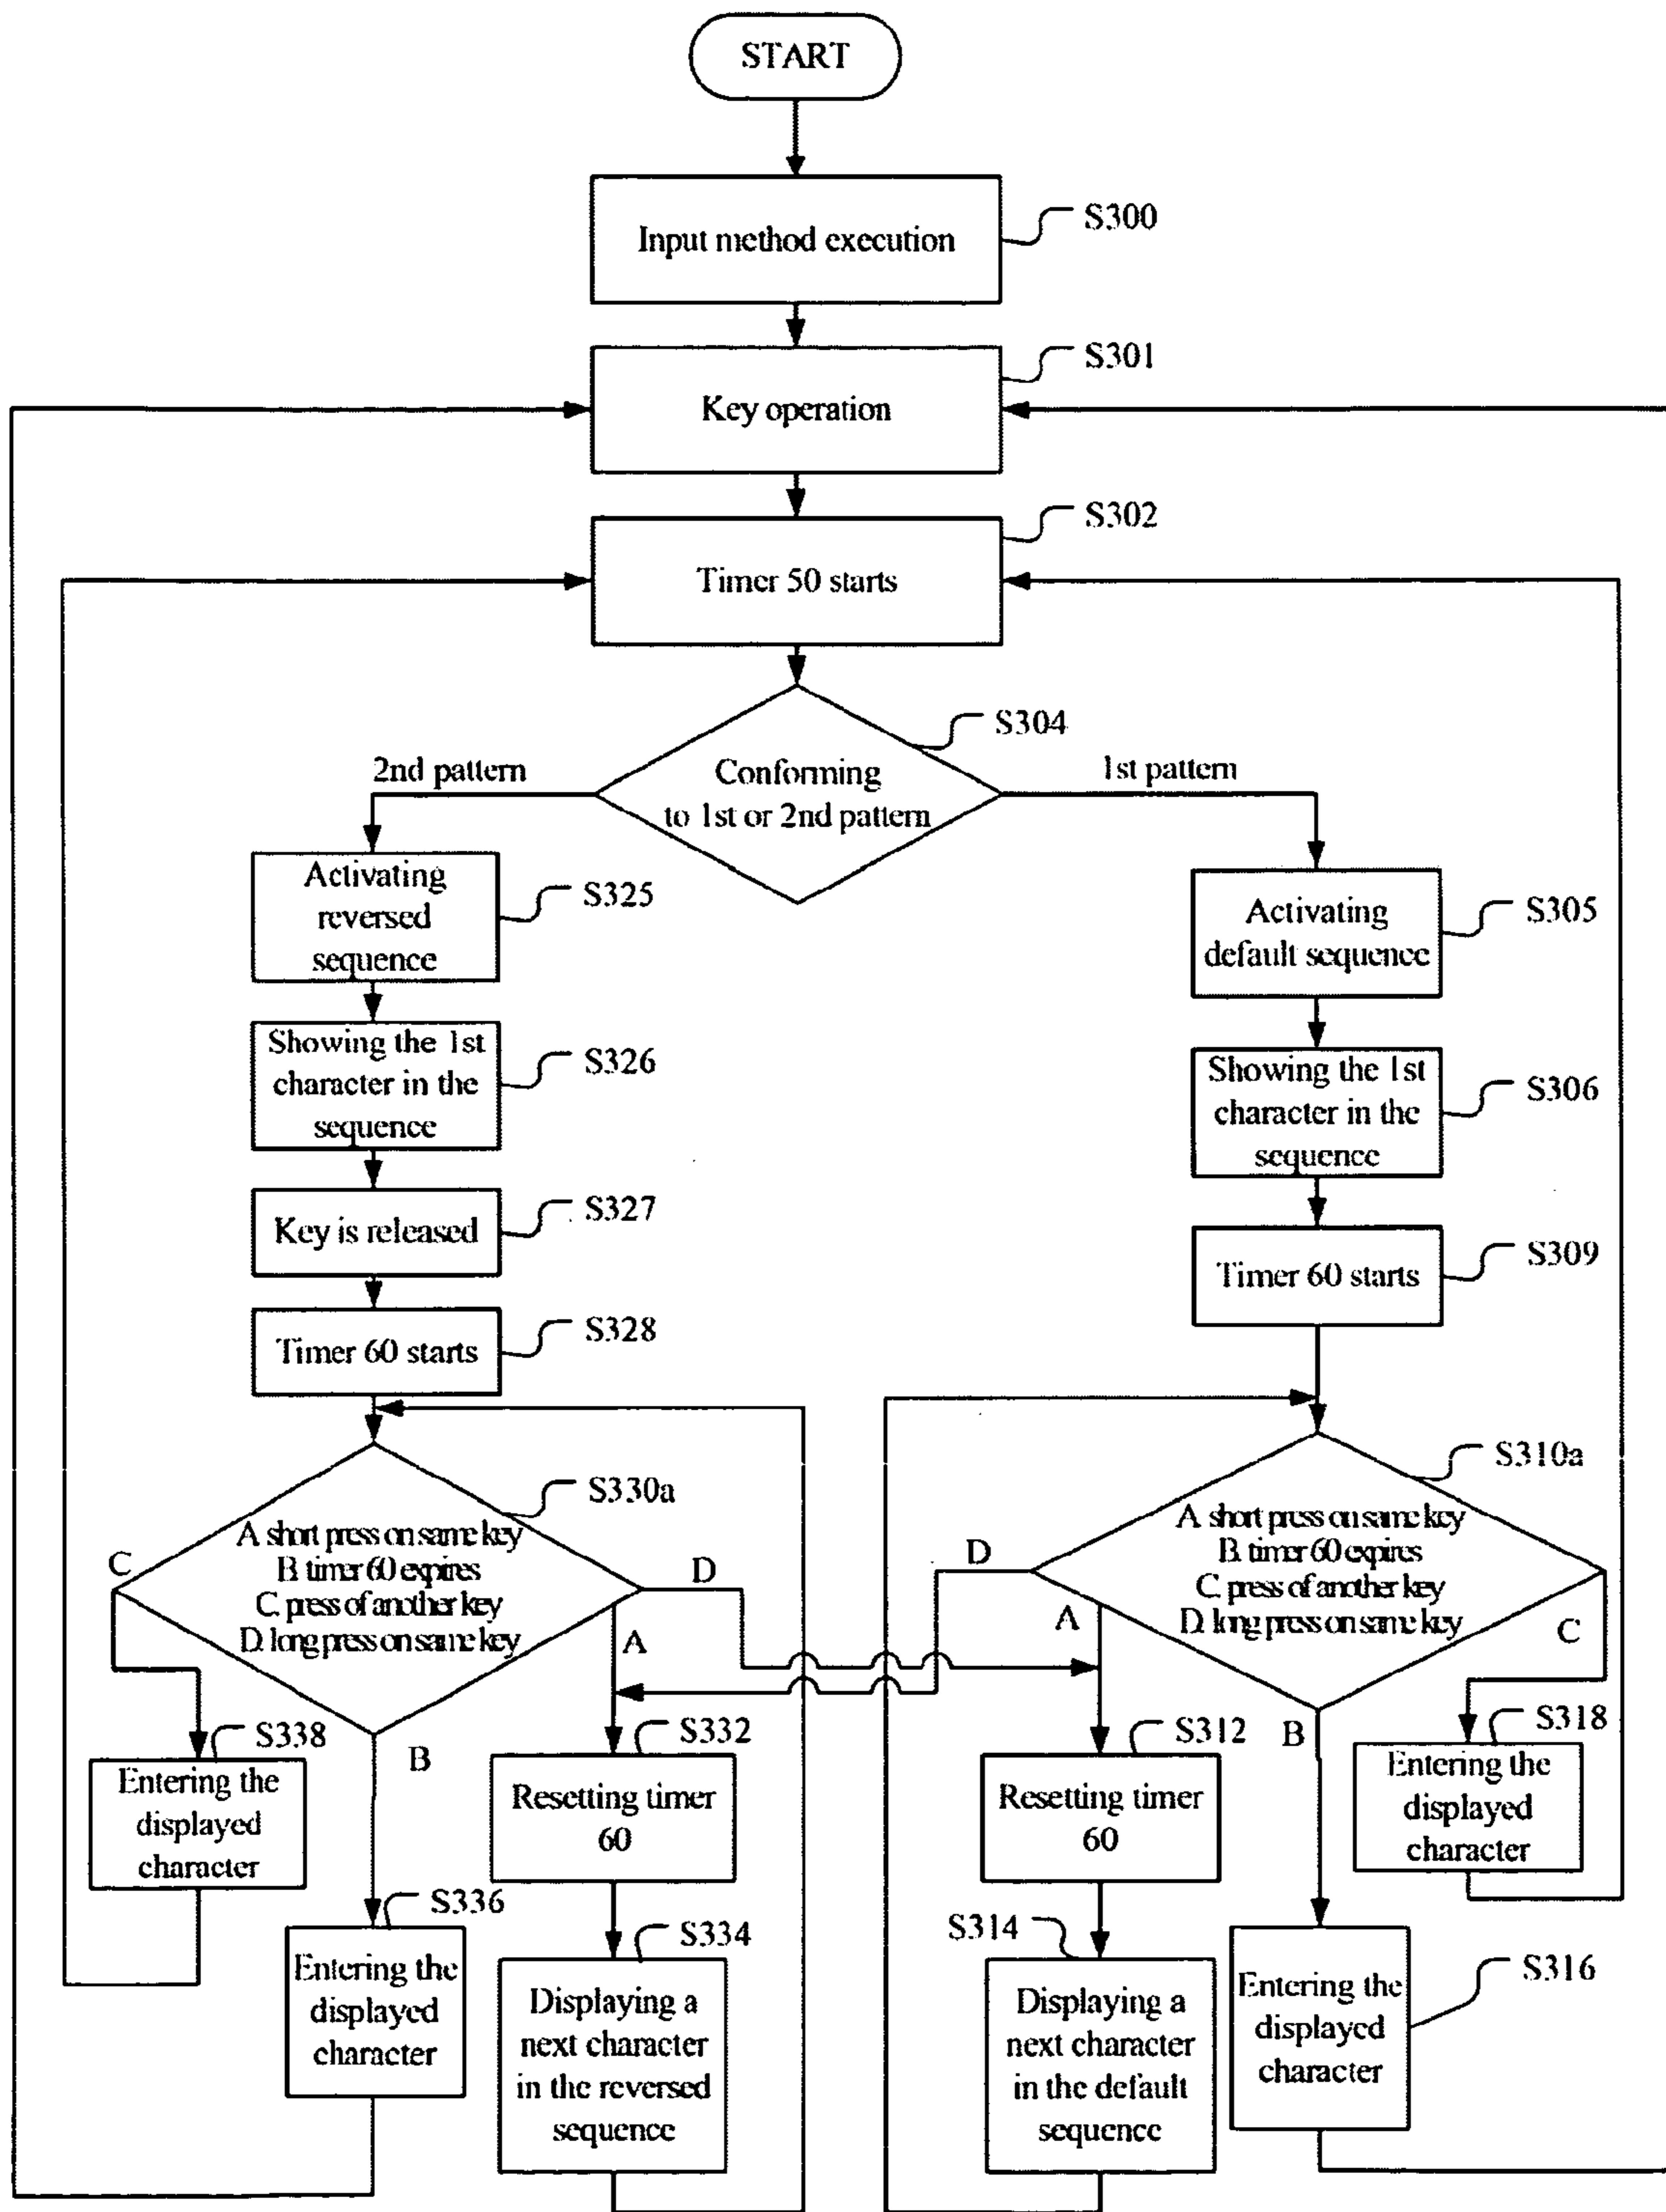 START
Input method execution
S300
Key operation
S301
Timer 50 starts
S302
Conforming
to 1st or 2nd pattern
S304
2nd pattern
1st pattern
Activating
reversed
sequence
S325
Showing the 1st
character in the
sequence
S326
Key is released
S327
Timer 60 starts
S328
Activating
default sequence
S305
Showing the 1st
character in the
sequence
S306
Timer 60 starts
S309
S330a
A. short press on same key
B. timer 60 expires
C. press of another key
D. long press on same key
C
D
A
B
S310a
A. short press on same key
B. timer 60 expires
C. press of another key
D. long press on same key
D
A
C
B
S338
Entering the
displayed
character
S336
Entering the
displayed
character
S332
Resetting timer
60
S334
Displaying a
next character
in the reversed
sequence
S312
Resetting timer
60
S314
Displaying a
next character
in the default
sequence
S318
Entering the
displayed
character
S316
Entering the
displayed
character